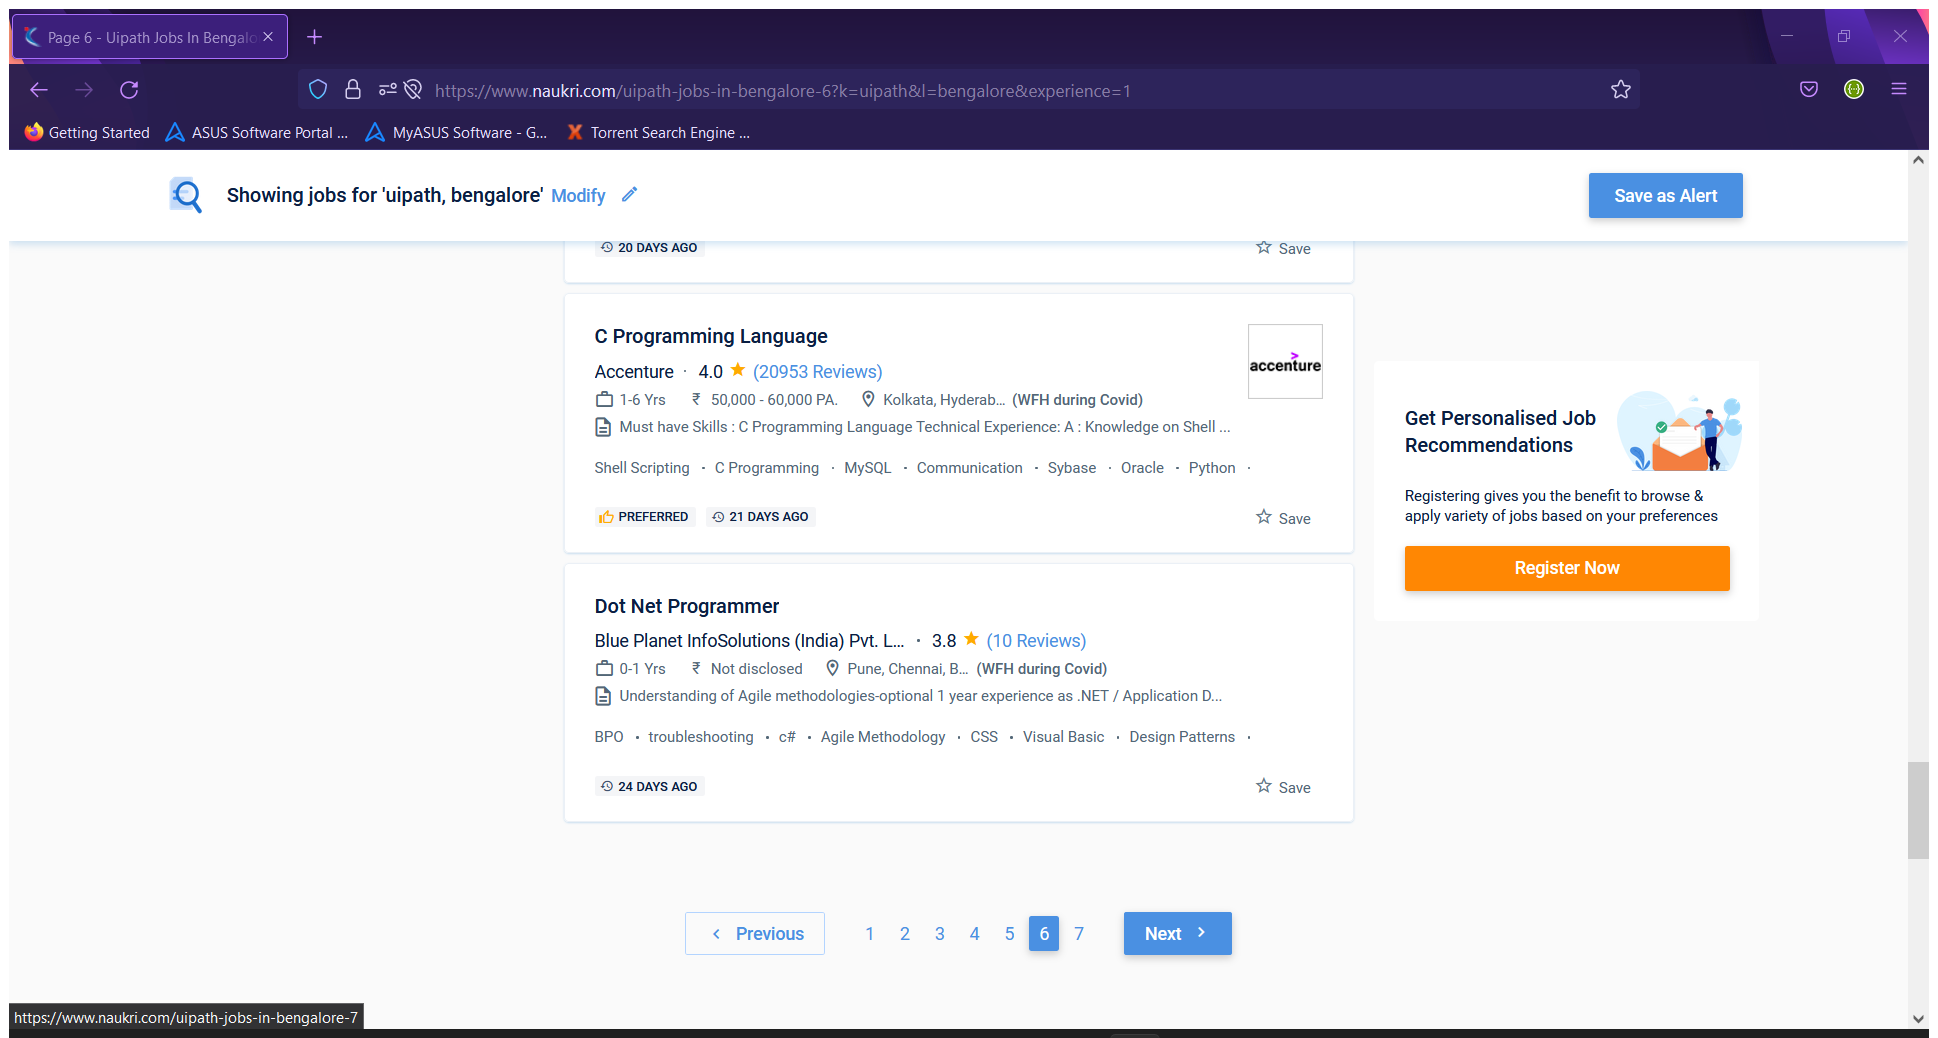 Page 6 - Uipath Jobs In Bengalo
https://www.naukri.com/uipath-jobs-in-bengalore-6?k=uipath&l=bengalore&experience=1
Getting Started ASUS Software Portal ... MyASUS Software - G... Torrent Search Engine ...
Showing jobs for 'uipath, bengalore' Modify Save as Alert
20 DAYS AGO Save
C Programming Language
accenture
Accenture · 4.0 (20953 Reviews)
1-6 Yrs ₹ 50,000 - 60,000 PA. Kolkata, Hyderab... (WFH during Covid)
Must have Skills : C Programming Language Technical Experience: A : Knowledge on Shell ...
Shell Scripting · C Programming · MySQL · Communication · Sybase · Oracle · Python ·
PREFERRED 21 DAYS AGO Save
Dot Net Programmer
Blue Planet InfoSolutions (India) Pvt. L... · 3.8 (10 Reviews)
0-1 Yrs ₹ Not disclosed Pune, Chennai, B... (WFH during Covid)
Understanding of Agile methodologies-optional 1 year experience as .NET / Application D...
BPO · troubleshooting · c# · Agile Methodology · CSS · Visual Basic · Design Patterns ·
24 DAYS AGO Save
Get Personalised Job
Recommendations
Registering gives you the benefit to browse &
apply variety of jobs based on your preferences
Register Now
Previous 1 2 3 4 5 6 7 Next
https://www.naukri.com/uipath-jobs-in-bengalore-7